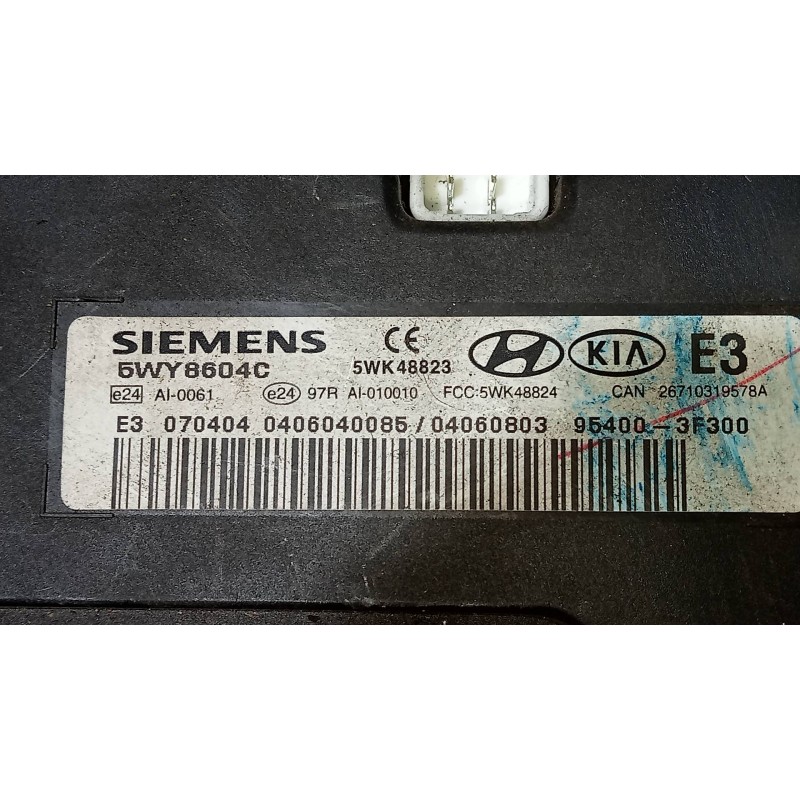 SIEMENS CE KIA E3
5WY8604C 5WK48823
e24 AI-0061 e24 97R AI-010010 FCC:5WK48824 CAN 26710319578A
E3 070404 0406040085/04060803 95400-3F300